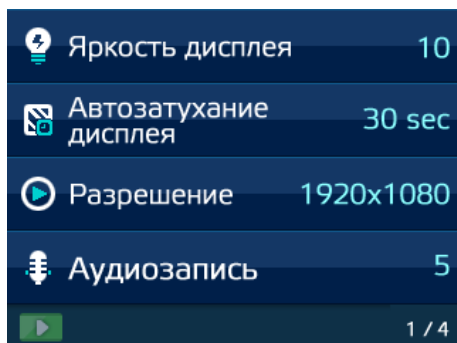 Яркость дисплея 10
Автозатухание
дисплея 30 sec
Разрешение 1920x1080
Аудиозапись 5
1 / 4